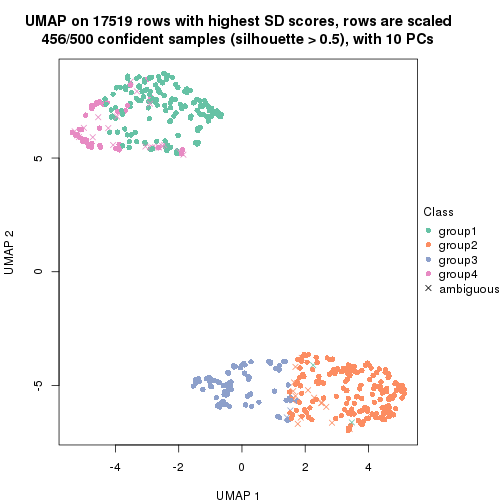 UMAP on 17519 rows with highest SD scores, rows are scaled
456/500 confident samples (silhouette > 0.5), with 10 PCs
5
0
-5
UMAP 2
-4
-2
0
2
4
UMAP 1
Class
group1
group2
group3
group4
ambiguous